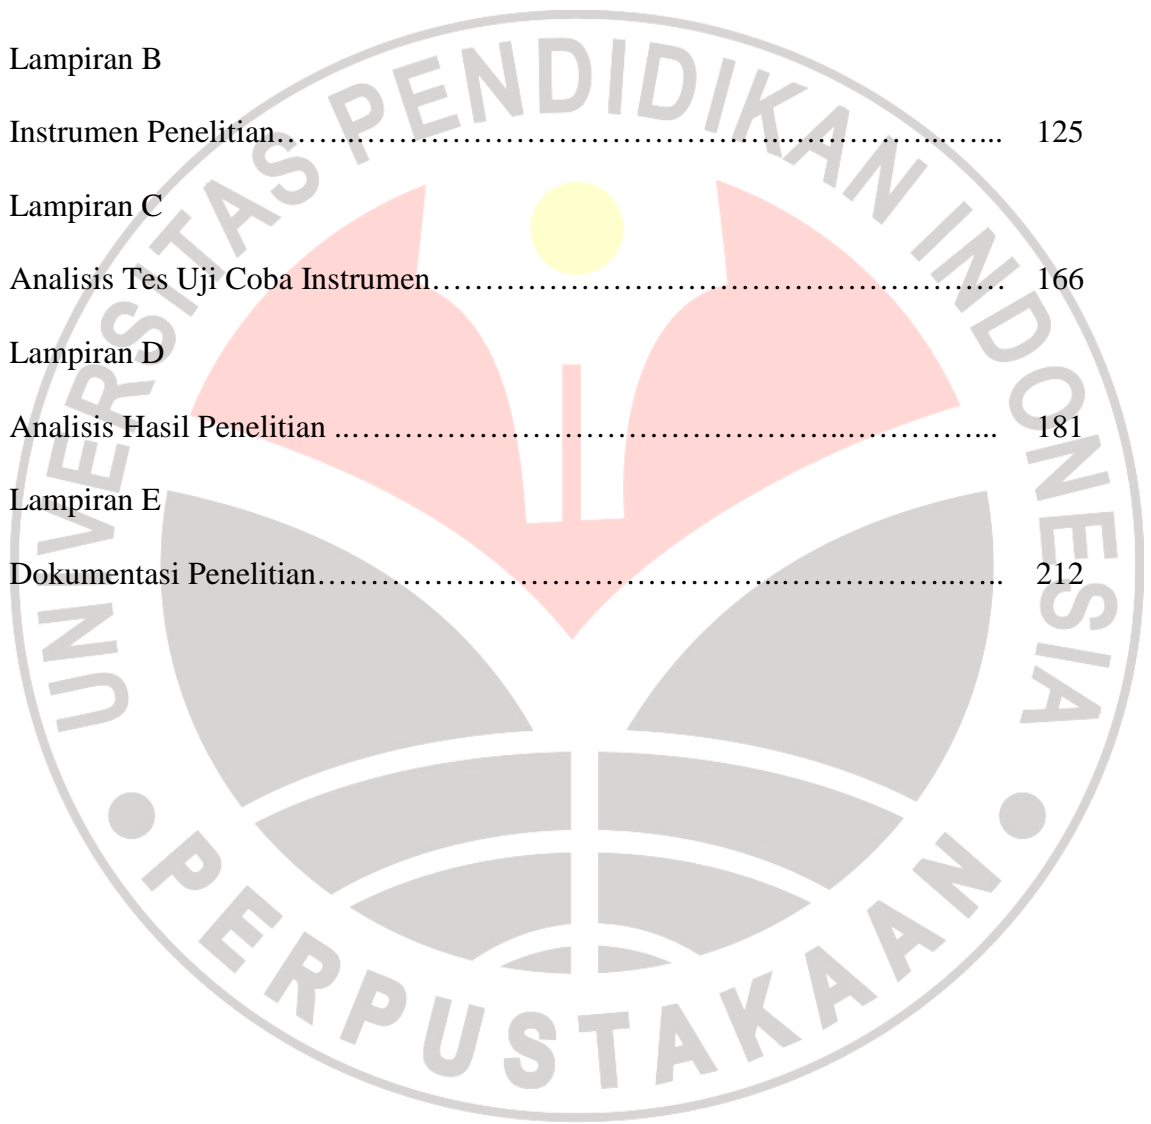 Lampiran B
Instrumen Penelitian……..……………………………………...…………..…... 125
Lampiran C
Analisis Tes Uji Coba Instrumen……………………………………………… 166
Lampiran D
Analisis Hasil Penelitian ..………………………………………..…………... 181
Lampiran E
Dokumentasi Penelitian……………….…………………….……………..….. 212
UNIVERSITAS PENDIDIKAN INDONESIA
PERPUSTAKAAN